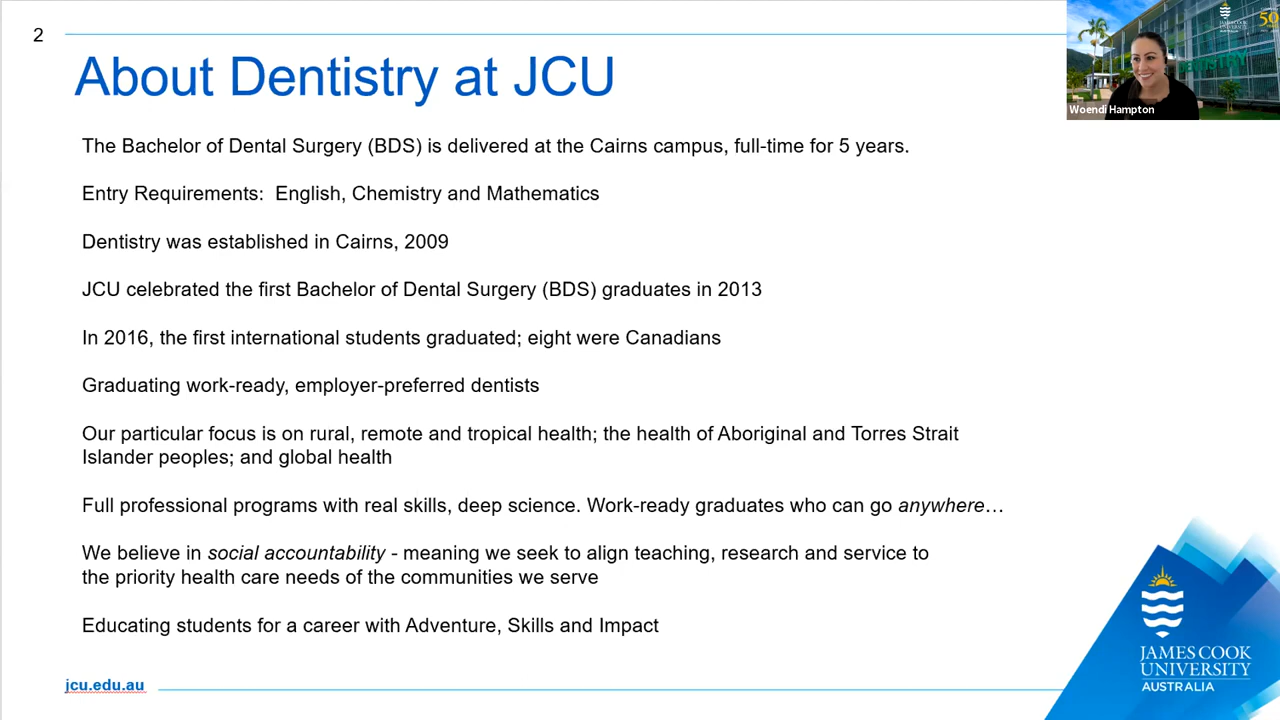 2
About Dentistry at JCU
The Bachelor of Dental Surgery (BDS) is delivered at the Cairns campus, full-time for 5 years.
Entry Requirements:  English, Chemistry and Mathematics
Dentistry was established in Cairns, 2009
JCU celebrated the first Bachelor of Dental Surgery (BDS) graduates in 2013
In 2016, the first international students graduated; eight were Canadians
Graduating work-ready, employer-preferred dentists
Our particular focus is on rural, remote and tropical health; the health of Aboriginal and Torres Strait
Islander peoples; and global health
Full professional programs with real skills, deep science. Work-ready graduates who can go anywhere…
We believe in social accountability - meaning we seek to align teaching, research and service to
the priority health care needs of the communities we serve
Educating students for a career with Adventure, Skills and Impact
jcu.edu.au
JAMES COOK
UNIVERSITY
AUSTRALIA
JAMES COOK
UNIVERSITY
AUSTRALIA
50
Woendi Hampton